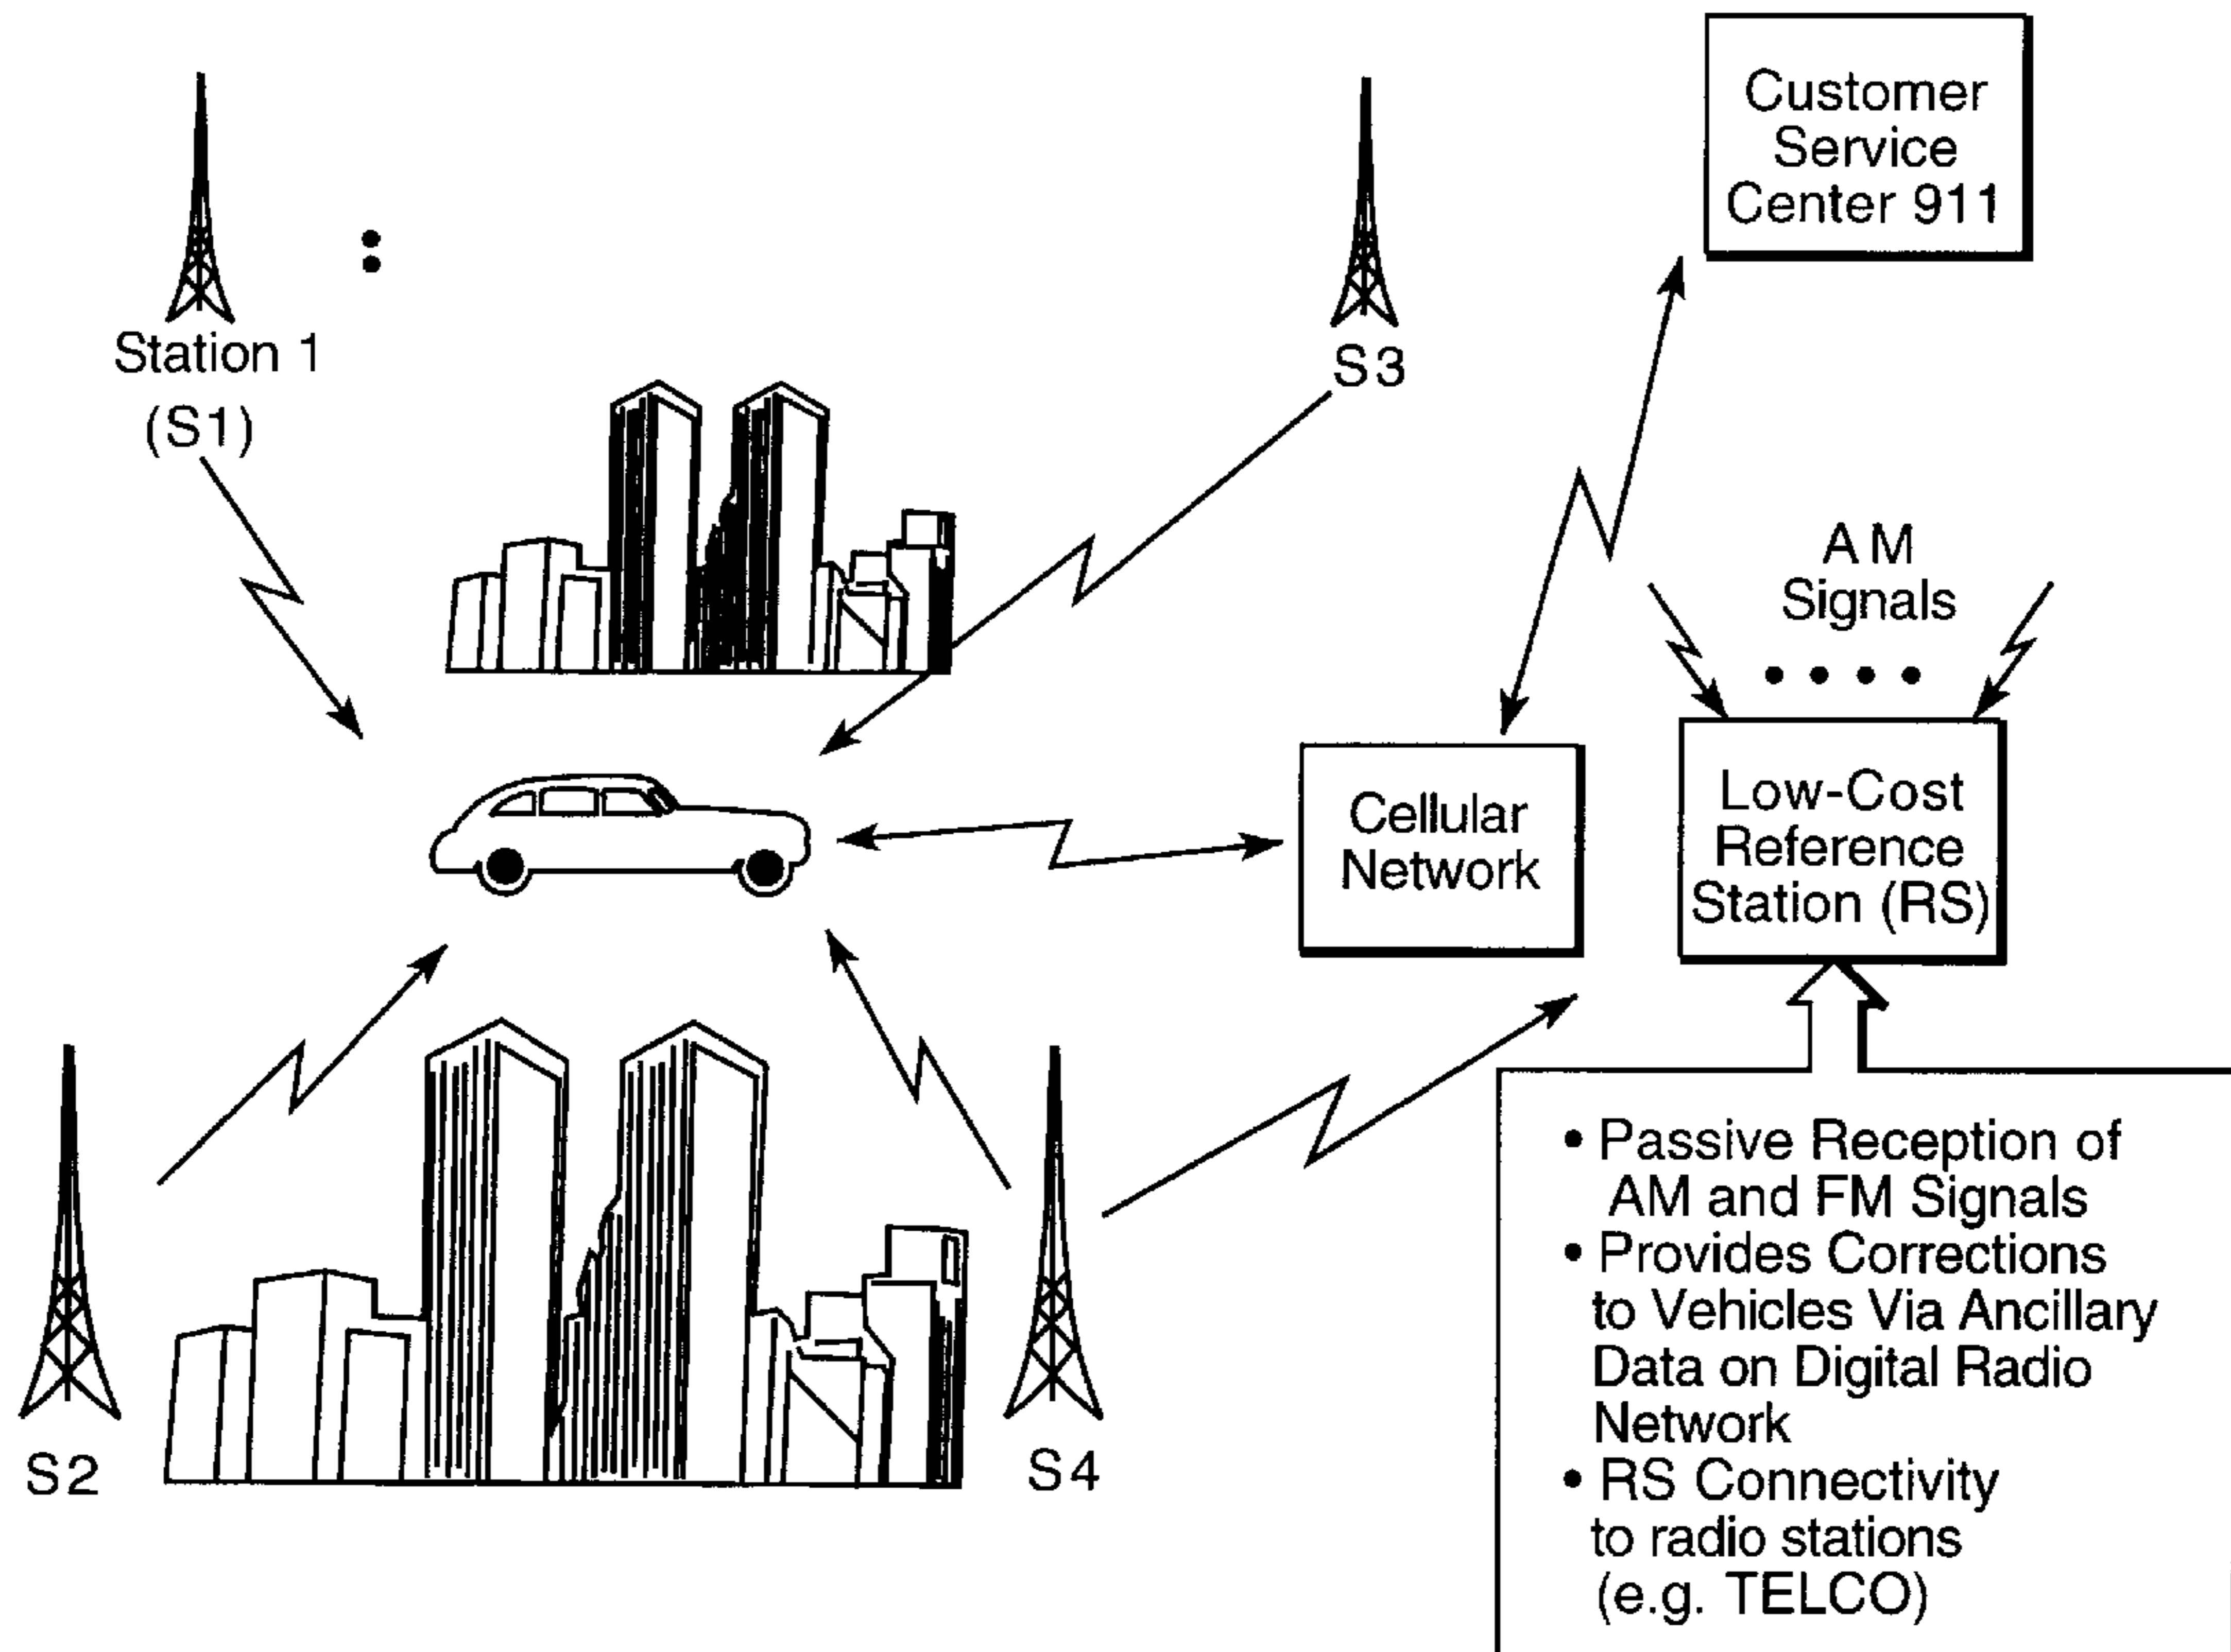 Customer
Service
Center 911
Station 1
(S1)
S3
AM
Signals
Cellular
Network
Low-Cost
Reference
Station (RS)
S2
S4
• Passive Reception of
AM and FM Signals
• Provides Corrections
to Vehicles Via Ancillary
Data on Digital Radio
Network
• RS Connectivity
to radio stations
(e.g. TELCO)